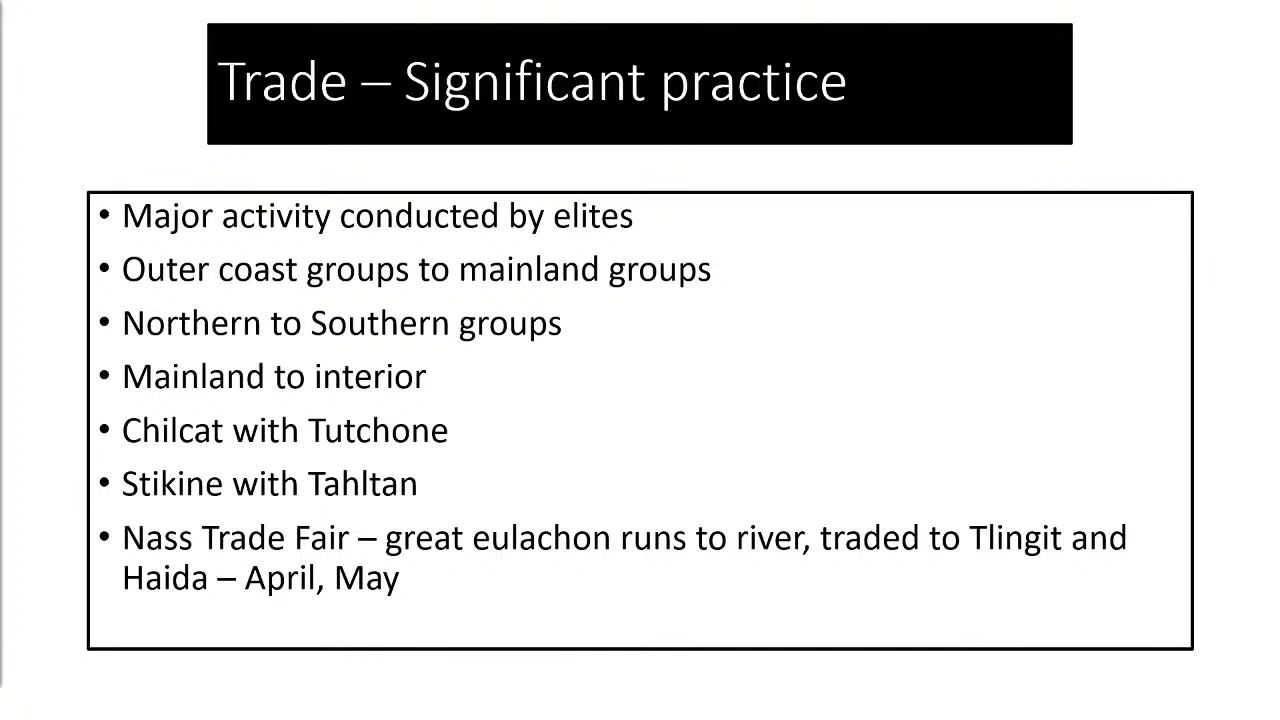 Trade – Significant practice
• Major activity conducted by elites
• Outer coast groups to mainland groups
• Northern to Southern groups
• Mainland to interior
• Chilcat with Tutchone
• Stikine with Tahltan
• Nass Trade Fair – great eulachon runs to river, traded to Tlingit and
Haida – April, May